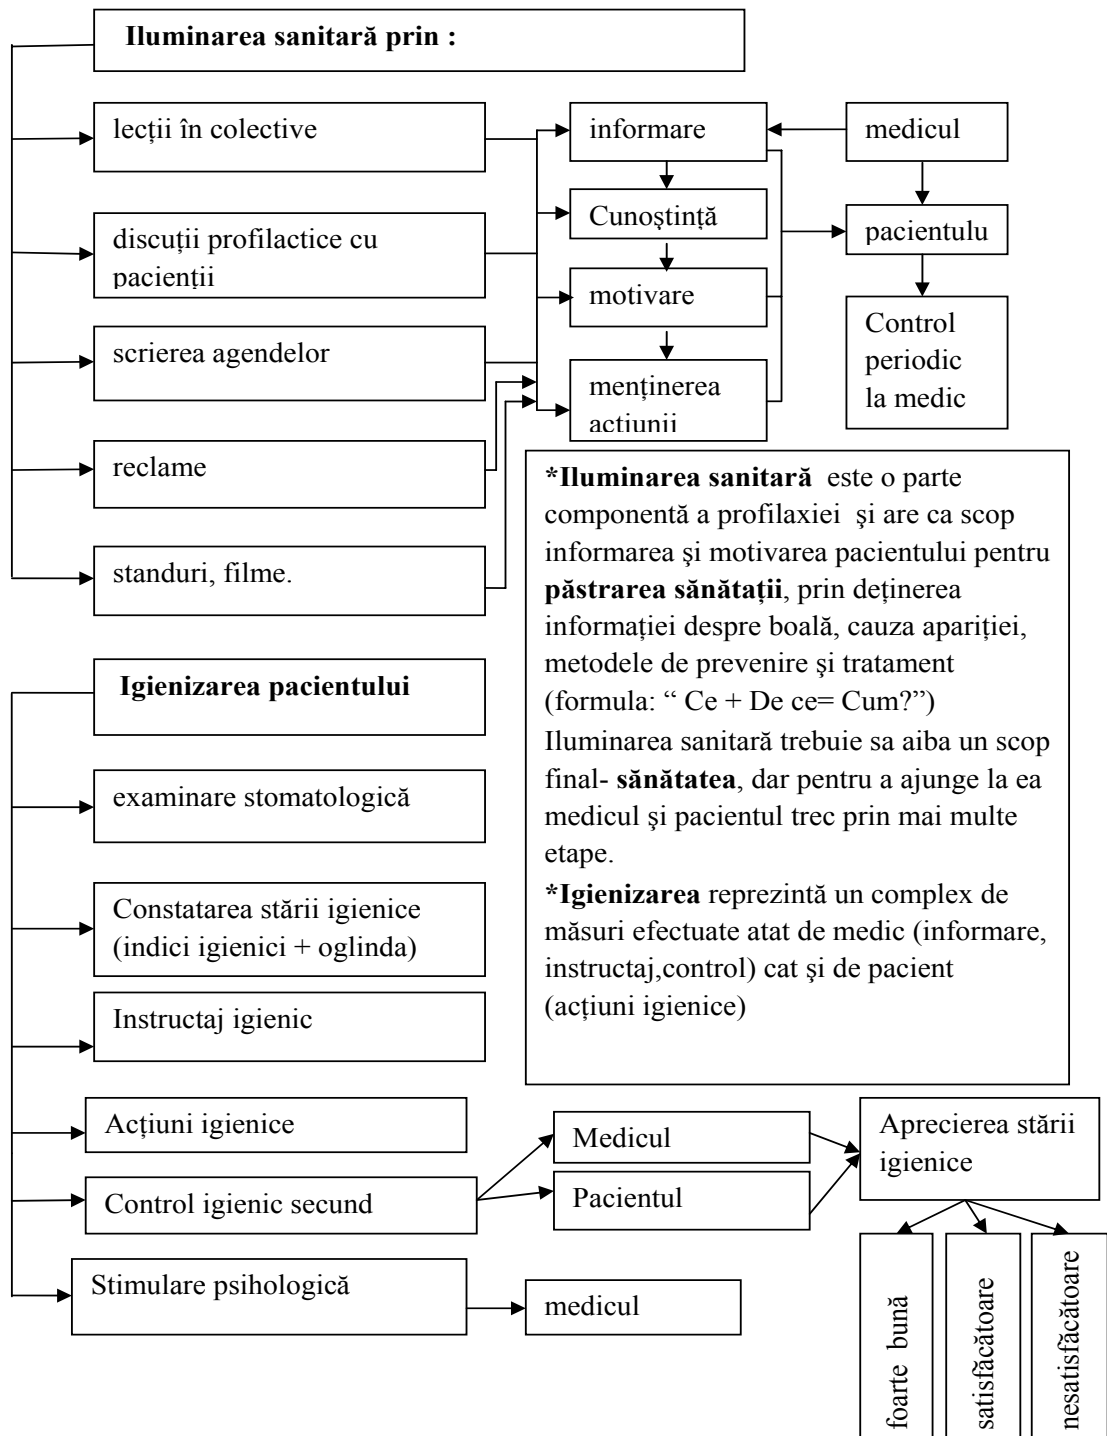 Iluminarea sanitară prin :
lecții în colective
informare
medicul
Cunoştință
pacientulu
discuții profilactice cu
pacienții
motivare
Control
periodic
la medic
scrierea agendelor
menținerea
acțiunii
reclame
standuri, filme.
*Iluminarea sanitară este o parte
componentă a profilaxiei şi are ca scop
informarea şi motivarea pacientului pentru
păstrarea sănătații, prin deținerea
informației despre boală, cauza apariției,
metodele de prevenire şi tratament
(formula: “ Ce + De ce= Cum?”)
Iluminarea sanitară trebuie sa aiba un scop
final- sănătatea, dar pentru a ajunge la ea
medicul şi pacientul trec prin mai multe
etape.
*Igienizarea reprezintă un complex de
măsuri efectuate atat de medic (informare,
instructaj,control) cat şi de pacient
(acțiuni igienice)
Igienizarea pacientului
examinare stomatologică
Constatarea stării igienice
(indici igienici + oglinda)
Instructaj igienic
Acțiuni igienice
Control igienic secund
Medicul
Pacientul
Aprecierea stării
igienice
Stimulare psihologică
medicul
foarte bună
satisfăcătoare
nesatisfăcătoare